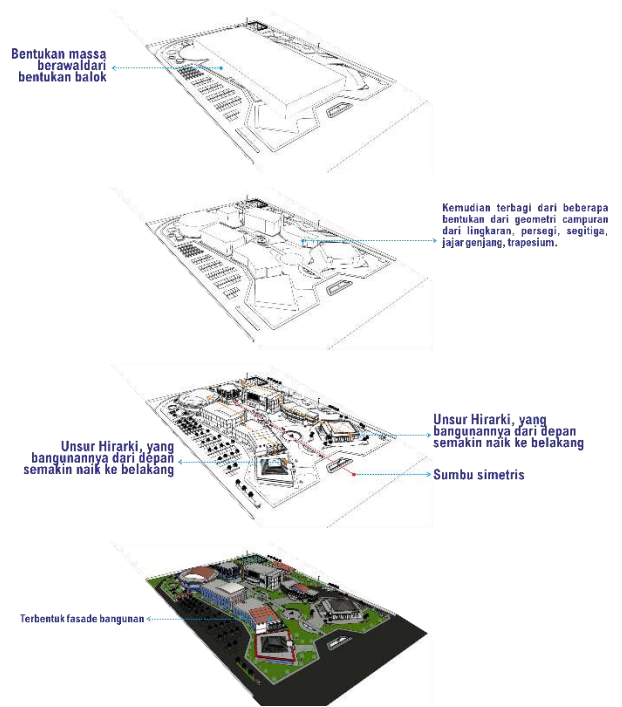 Bentukan massa
berawaldari
bentukan balok
Kemudian terbagi dari beberapa
bentukan dari geometri campuran
dari lingkaran, persegi, segitiga,
jajar genjang, trapesium.
Unsur Hirarki, yang
bangunannya dari depan
semakin naik ke belakang
Unsur Hirarki, yang
bangunannya dari depan
semakin naik ke belakang
Sumbu simetris
Terbentuk fasade bangunan